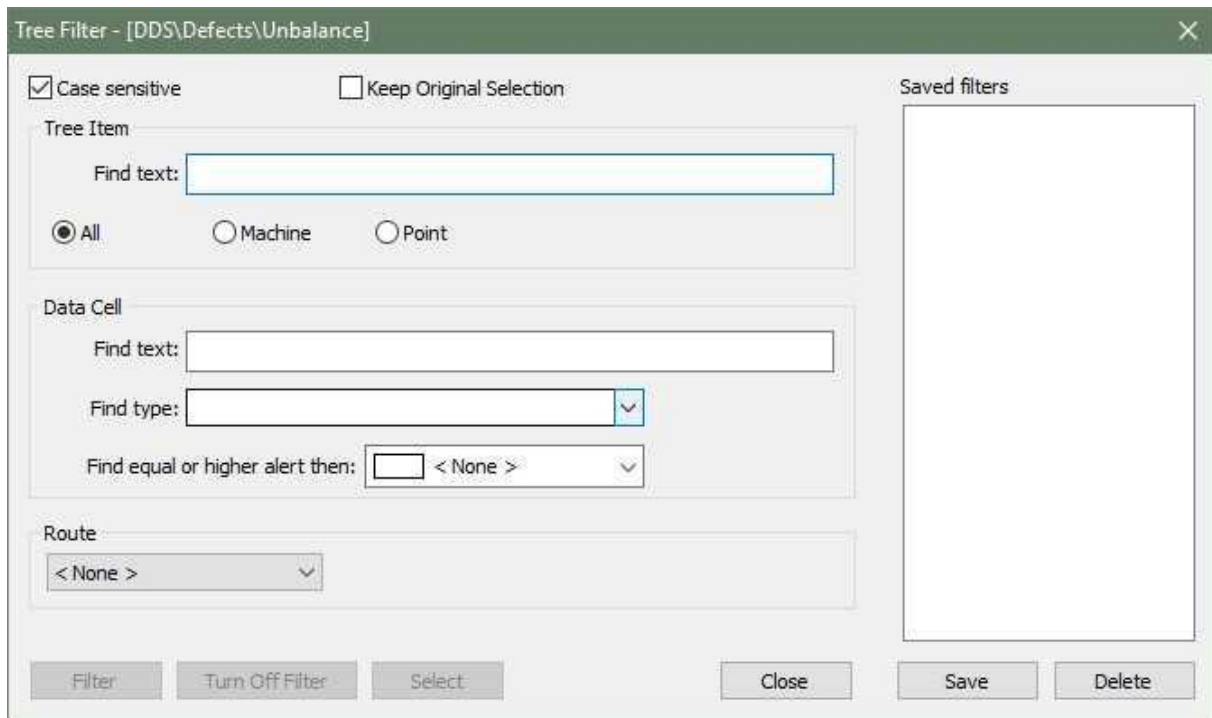 Tree Filter - [DDS\Defects\Unbalance]
Case sensitive
Keep Original Selection
Saved filters
Tree Item
Find text:
All
Machine
Point
Data Cell
Find text:
Find type:
Find equal or higher alert then:
< None >
Route
< None >
Filter
Turn Off Filter
Select
Close
Save
Delete